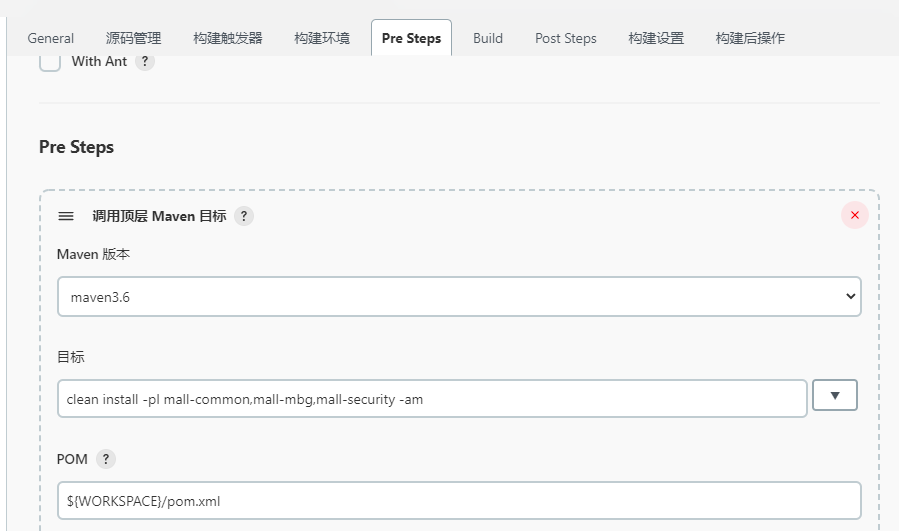 General 源码管理 构建触发器 构建环境 Pre Steps Build Post Steps 构建设置 构建后操作
With Ant ?
Pre Steps
调用顶层 Maven 目标 ?
Maven 版本
maven3.6
目标
clean install -pl mall-common,mall-mbg,mall-security -am
POM ?
${WORKSPACE}/pom.xml